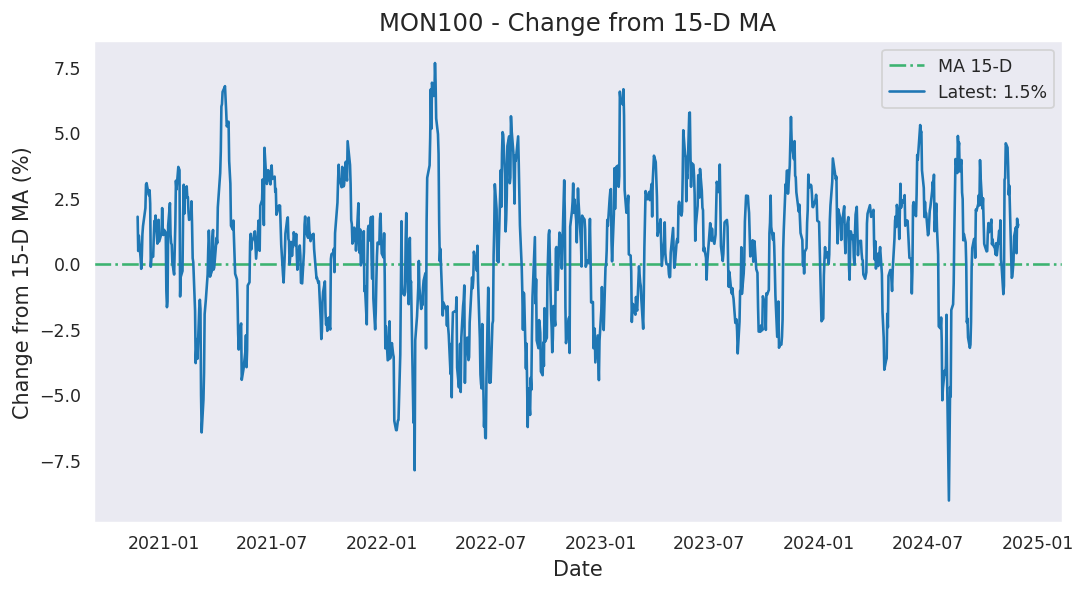 MON100 - Change from 15-D MA
MA 15-D
Latest: 1.5%
Change from 15-D MA (%)
7.5
5.0
2.5
0.0
−2.5
−5.0
−7.5
2021-01 2021-07 2022-01 2022-07 2023-01 2023-07 2024-01 2024-07 2025-01
Date